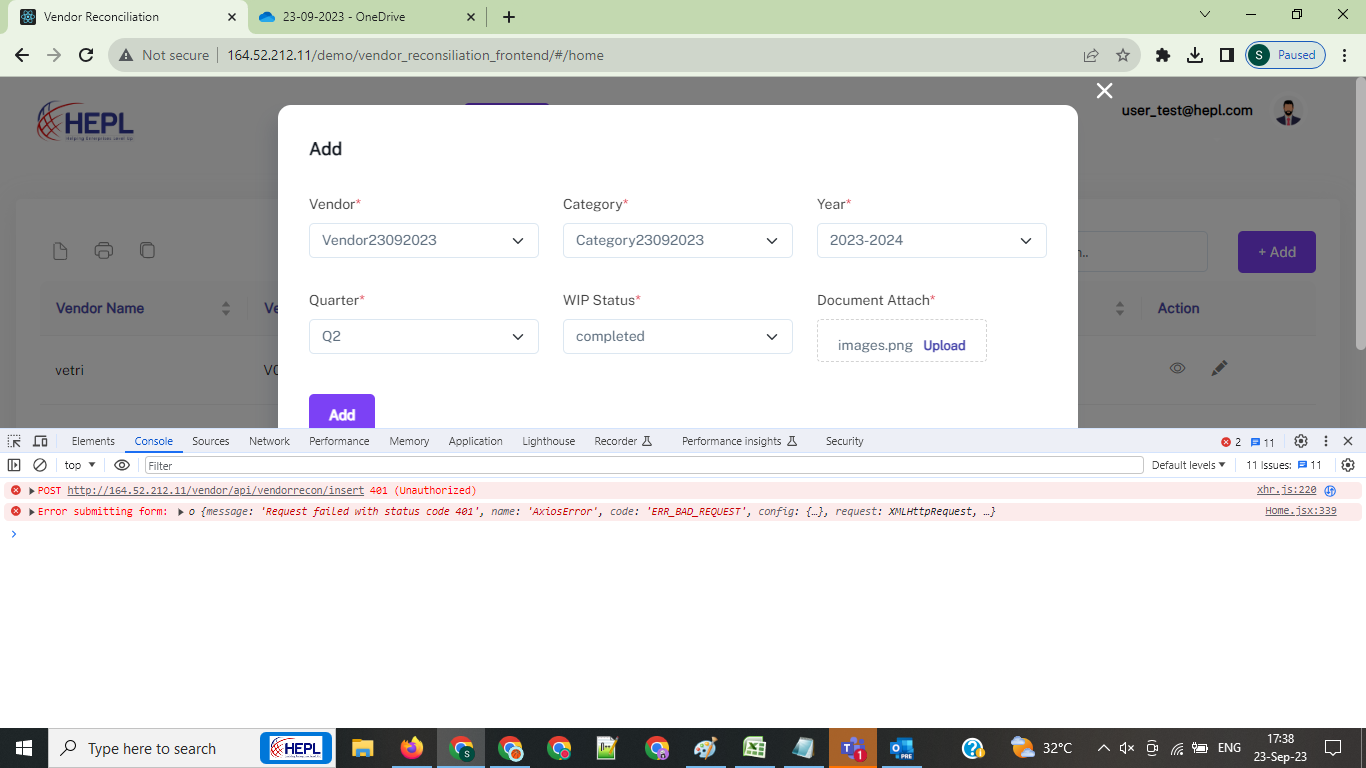 Vendor Reconciliation
23-09-2023 - OneDrive
Not secure
164.52.212.11/demo/vendor_reconsiliation_frontend/#/home
S
Paused
HEPL
user_test@hepl.com
Add
Vendor*
Category*
Year*
Vendor23092023
Category23092023
2023-2024
+ Add
Quarter*
WIP Status*
Document Attach*
Vendor Name
Ve
Action
Q2
completed
images.png Upload
vetri
V0
Add
Elements Console Sources Network Performance Memory Application Lighthouse Recorder Performance insights Security
2 11
top
Filter
Default levels
11 Issues: 11
POST http://164.52.212.11/vendor/api/vendorrecon/insert 401 (Unauthorized)
xhr.js:220
Error submitting form: o {message: 'Request failed with status code 401', name: 'AxiosError', code: 'ERR_BAD_REQUEST', config: {…}, request: XMLHttpRequest, …}
Home.jsx:339
Type here to search
HEPL
S
1
PRE
32°C
ENG
17:38
23-Sep-23